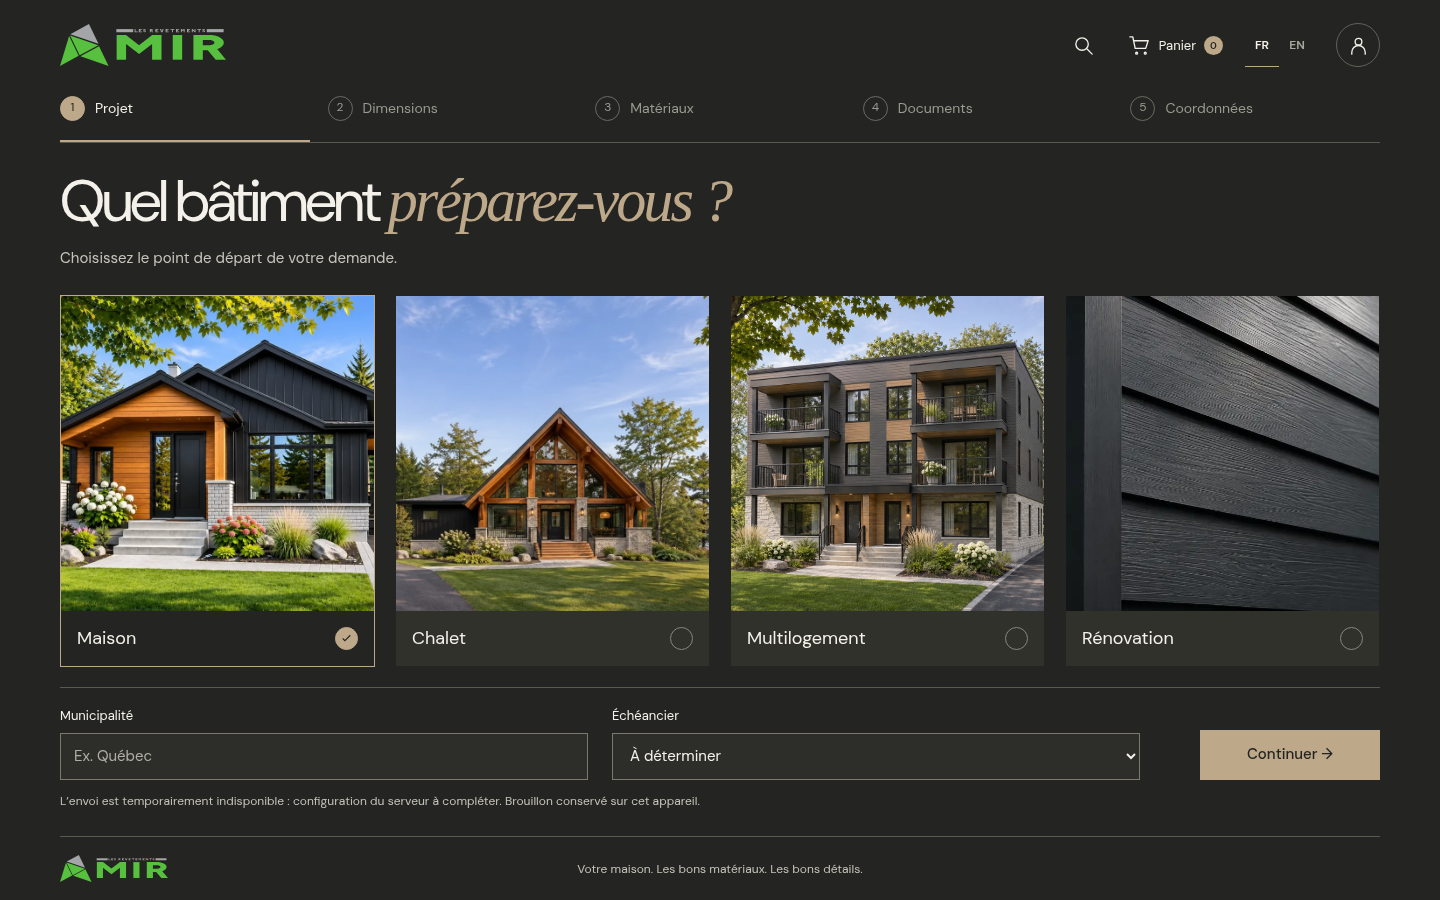 LES REVÊTEMENTS
MIR
Panier 0
FR EN
1 Projet
2 Dimensions
3 Matériaux
4 Documents
5 Coordonnées
Quel bâtiment préparez-vous ?
Choisissez le point de départ de votre demande.
Maison
Chalet
Multilogement
Rénovation
Municipalité
Échéancier
Ex. Québec
À déterminer
Continuer →
L’envoi est temporairement indisponible : configuration du serveur à compléter. Brouillon conservé sur cet appareil.
LES REVÊTEMENTS
MIR
Votre maison. Les bons matériaux. Les bons détails.